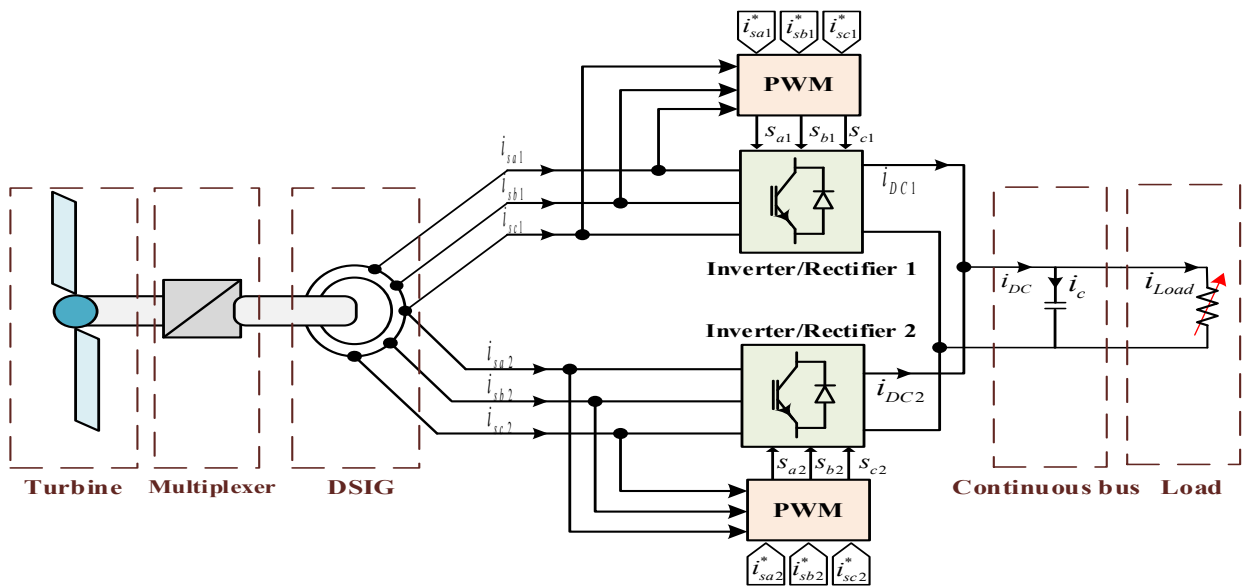 i*sa1 i*sb1 i*sc1
PWM
sa1 sb1 sc1
isa1
isb1
isc1
iDC1
Inverter/Rectifier 1
iDC ic iLoad
Inverter/Rectifier 2
isa2
isb2
isc2
iDC2
sa2 sb2 sc2
Turbine Multiplexer DSIG Continuous bus Load
PWM
i*sa2 i*sb2 i*sc2